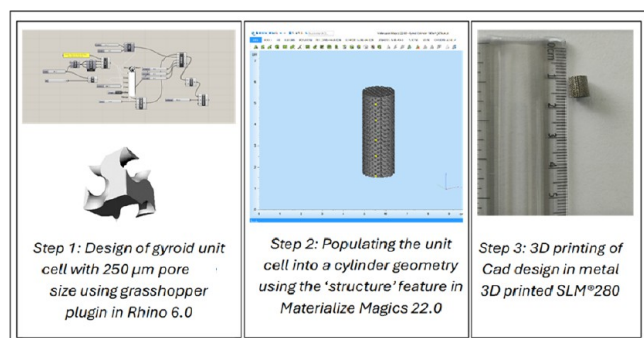 Step 1: Design of gyroid unit
cell with 250 µm pore
size using grasshopper
plugin in Rhino 6.0
Step 2: Populating the unit
cell into a cylinder geometry
using the ‘structure’ feature in
Materialize Magics 22.0
Step 3: 3D printing of
Cad design in metal
3D printed SLM®280